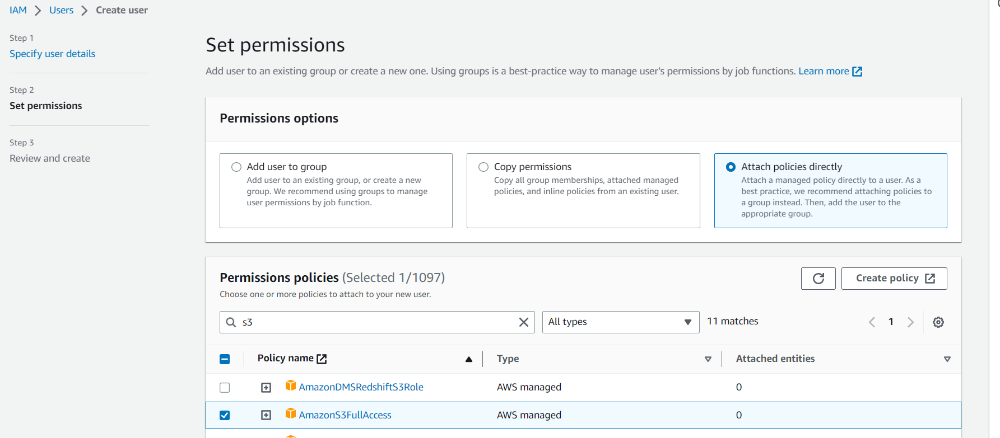 IAM > Users > Create user
Step 1
Specify user details
Step 2
Set permissions
Step 3
Review and create
Set permissions
Add user to an existing group or create a new one. Using groups is a best-practice way to manage user's permissions by job functions. Learn more
Permissions options
Add user to group
Add user to an existing group, or create a new
group. We recommend using groups to manage
user permissions by job function.
Copy permissions
Copy all group memberships, attached managed
policies, and inline policies from an existing user.
Attach policies directly
Attach a managed policy directly to a user. As a
best practice, we recommend attaching policies to
a group instead. Then, add the user to the
appropriate group.
Permissions policies (Selected 1/1097)
Choose one or more policies to attach to your new user.
Create policy
s3
All types
11 matches
1
Policy name
Type
Attached entities
AmazonDMSRedshiftS3Role
AWS managed
0
AmazonS3FullAccess
AWS managed
0